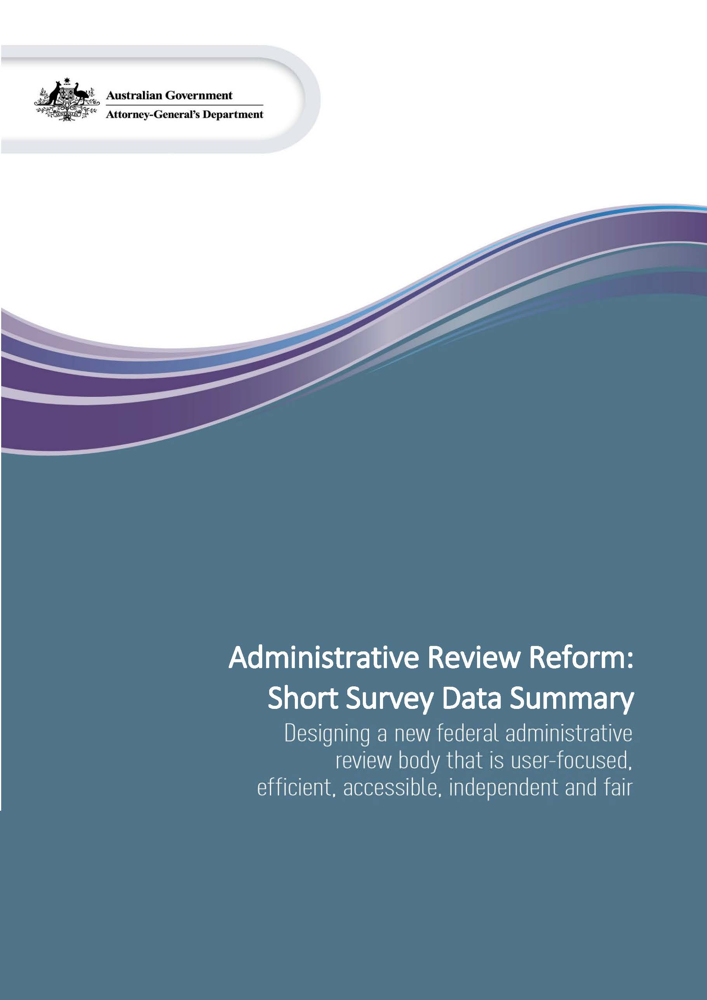 Australian Government
Attorney-General's Department
AUSTRALIA
Administrative Review Reform:
Short Survey Data Summary
Designing a new federal administrative
review body that is user-focused,
efficient, accessible, independent and fair